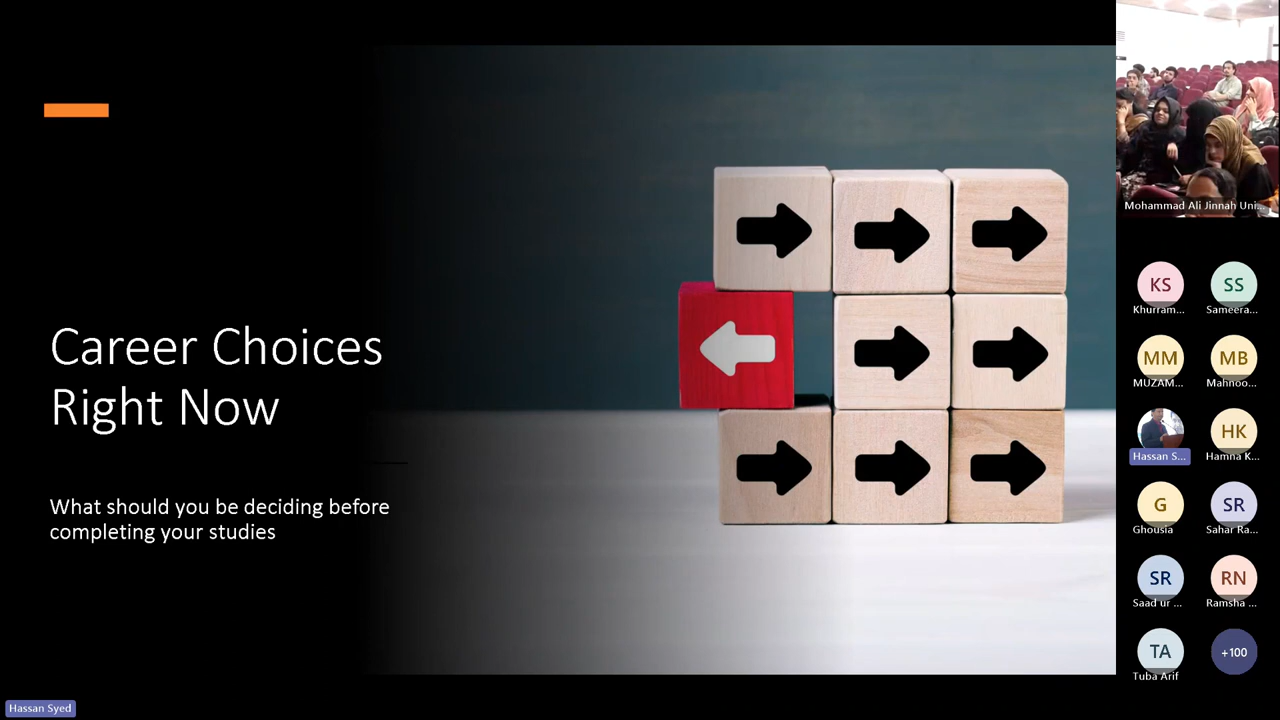 Career Choices
Right Now
What should you be deciding before
completing your studies
Hassan Syed
Mohammad Ali Jinnah Uni...
KS
Khurram...
SS
Sameera...
MM
MUZAM...
MB
Mahnoo...
Hassan S...
HK
Hamna K...
G
Ghousia
SR
Sahar Ra...
SR
Saad ur ...
RN
Ramsha ...
TA
Tuba Arif
+100